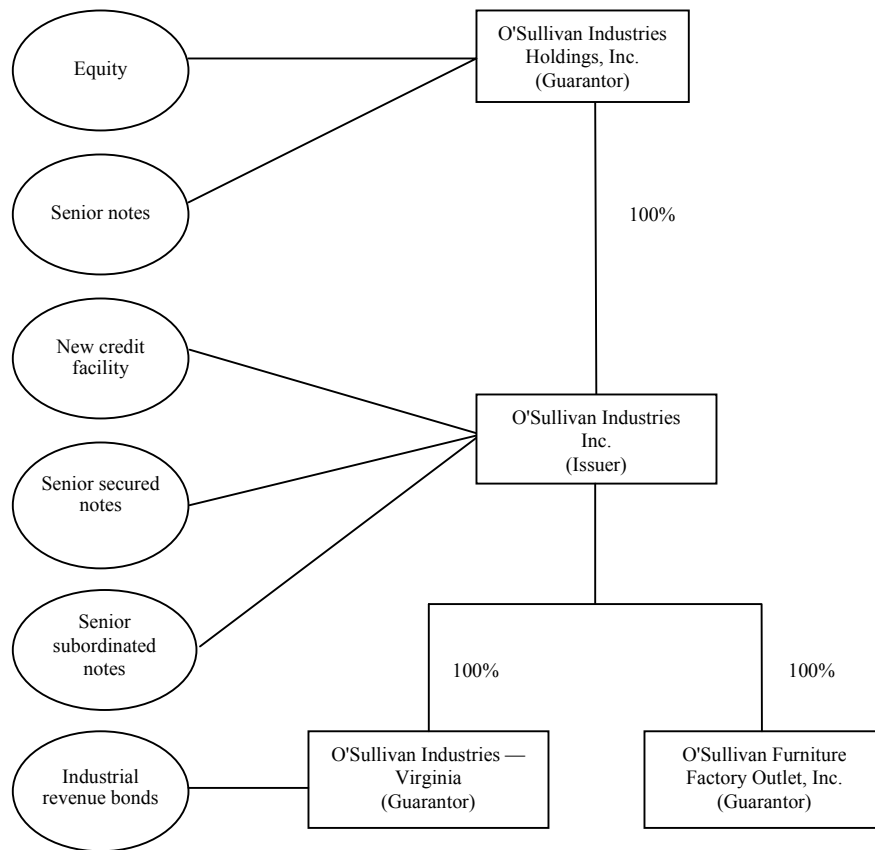 O'Sullivan Industries
Holdings, Inc.
(Guarantor)
Equity
Senior notes
100%
New credit
facility
O'Sullivan Industries
Inc.
(Issuer)
Senior secured
notes
Senior
subordinated
notes
100%
100%
O'Sullivan Industries —
Virginia
(Guarantor)
O'Sullivan Furniture
Factory Outlet, Inc.
(Guarantor)
Industrial
revenue bonds